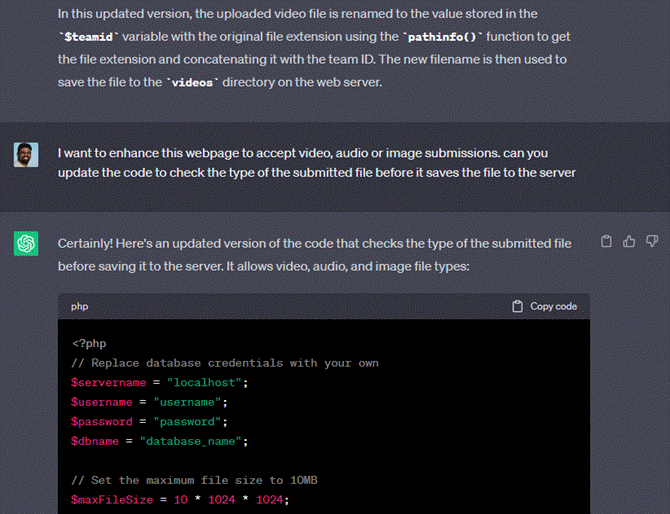 In this updated version, the uploaded video file is renamed to the value stored in the
`$teamid` variable with the original file extension using the `pathinfo()` function to get
the file extension and concatenating it with the team ID. The new filename is then used to
save the file to the `videos` directory on the web server.
I want to enhance this webpage to accept video, audio or image submissions. can you
update the code to check the type of the submitted file before it saves the file to the server
Certainly! Here's an updated version of the code that checks the type of the submitted file
before saving it to the server. It allows video, audio, and image file types:
php Copy code
<?php
// Replace database credentials with your own
$servername = "localhost";
$username = "username";
$password = "password";
$dbname = "database_name";
// Set the maximum file size to 10MB
$maxFileSize = 10 * 1024 * 1024;